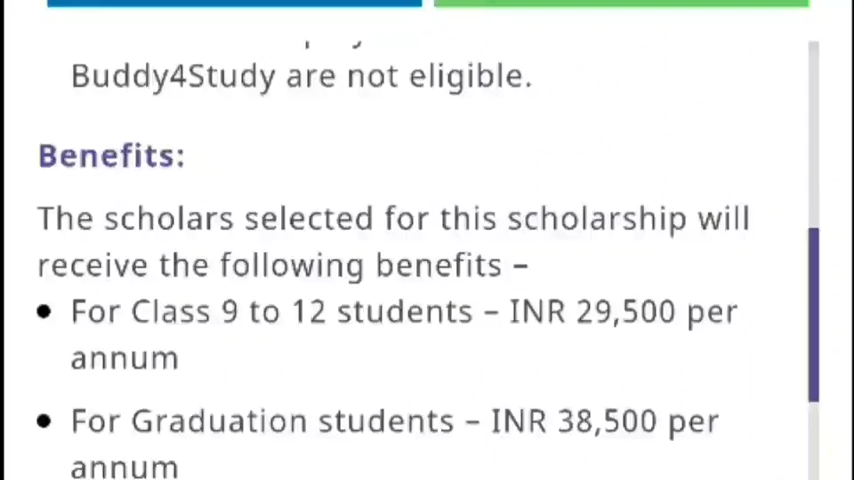 Buddy4Study are not eligible.
Benefits:
The scholars selected for this scholarship will
receive the following benefits –
For Class 9 to 12 students – INR 29,500 per
annum
For Graduation students – INR 38,500 per
annum